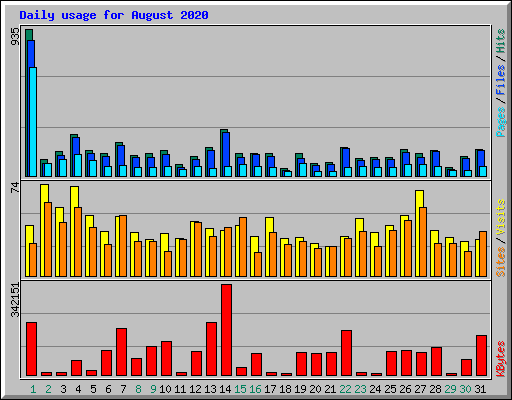 Daily usage for August 2020
935
Pages / Files / Hits
74
Sites / Visits
342151
KBytes
1 2 3 4 5 6 7 8 9 10 11 12 13 14 15 16 17 18 19 20 21 22 23 24 25 26 27 28 29 30 31